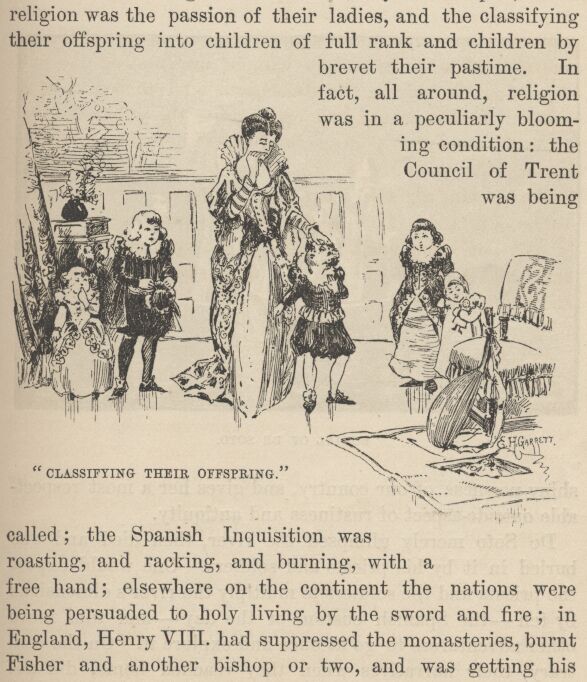 religion was the passion of their ladies, and the classifying
their offspring into children of full rank and children by
brevet their pastime. In
fact, all around, religion
was in a peculiarly bloom-
ing condition: the
Council of Trent
was being
E.H.GARRETT.
"CLASSIFYING THEIR OFFSPRING."
called; the Spanish Inquisition was
roasting, and racking, and burning, with a
free hand; elsewhere on the continent the nations were
being persuaded to holy living by the sword and fire; in
England, Henry VIII. had suppressed the monasteries, burnt
Fisher and another bishop or two, and was getting his